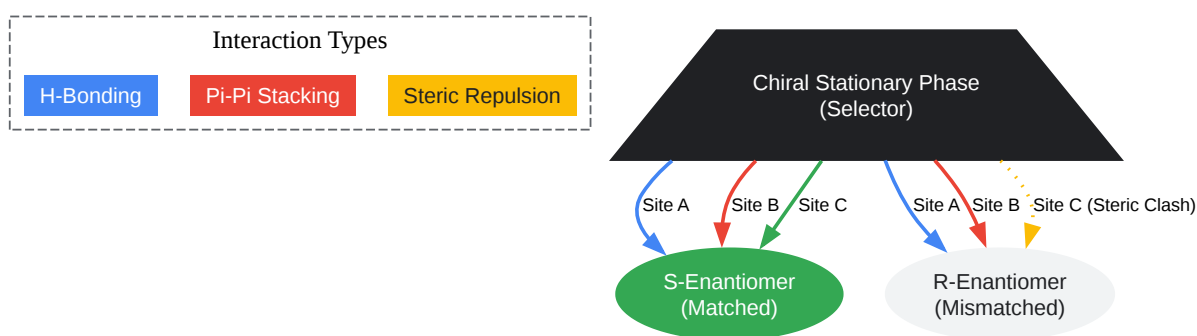 Interaction Types
H-Bonding
Pi-Pi Stacking
Steric Repulsion
Chiral Stationary Phase
(Selector)
Site A
Site B
Site C
Site A
Site B
Site C (Steric Clash)
S-Enantiomer
(Matched)
R-Enantiomer
(Mismatched)